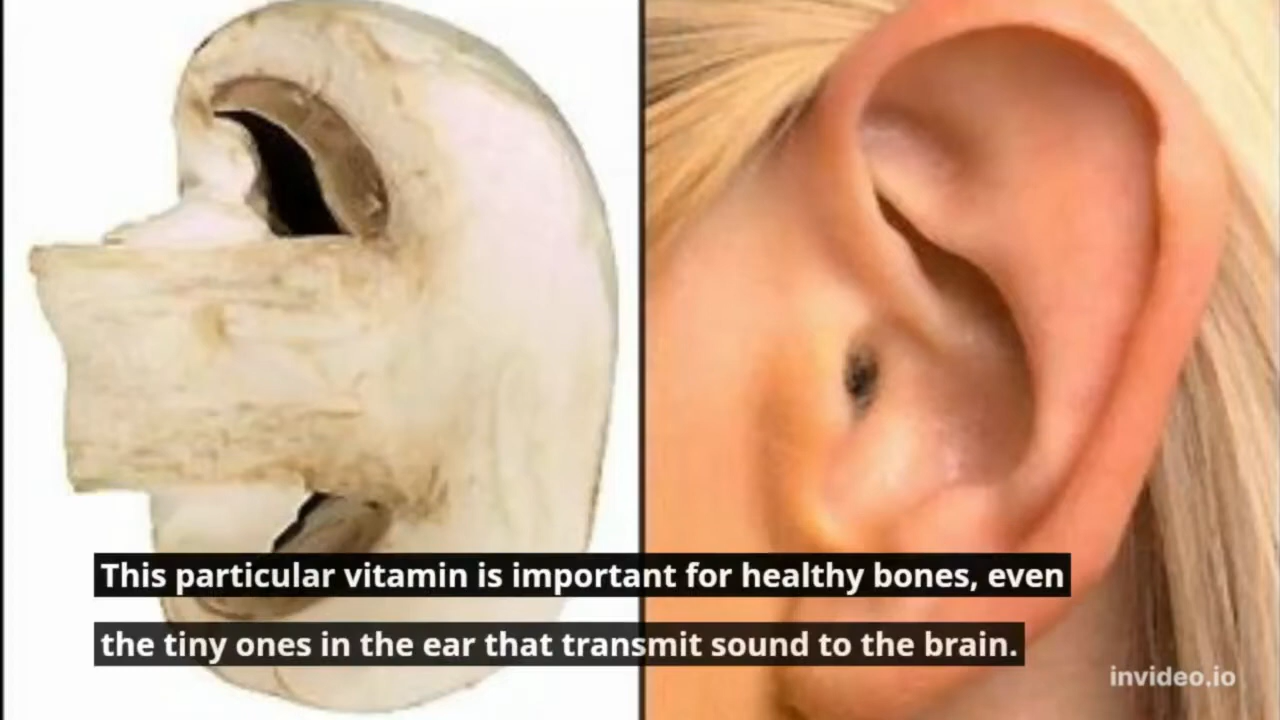 This particular vitamin is important for healthy bones, even
the tiny ones in the ear that transmit sound to the brain.
invideo.io